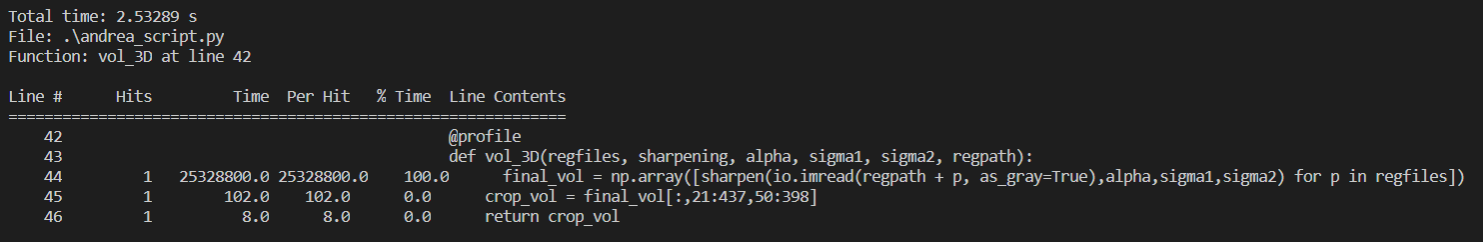 Total time: 2.53289 s
File: .\andrea_script.py
Function: vol_3D at line 42
Line #      Hits         Time  Per Hit   % Time  Line Contents
==============================================================
    42                                           @profile
    43                                           def vol_3D(regfiles, sharpening, alpha, sigma1, sigma2, regpath):
    44         1   25328800.0 25328800.0    100.0      final_vol = np.array([sharpen(io.imread(regpath + p, as_gray=True),alpha,sigma1,sigma2) for p in regfiles])
    45         1        102.0    102.0      0.0      crop_vol = final_vol[:,21:437,50:398]
    46         1          8.0      8.0      0.0      return crop_vol